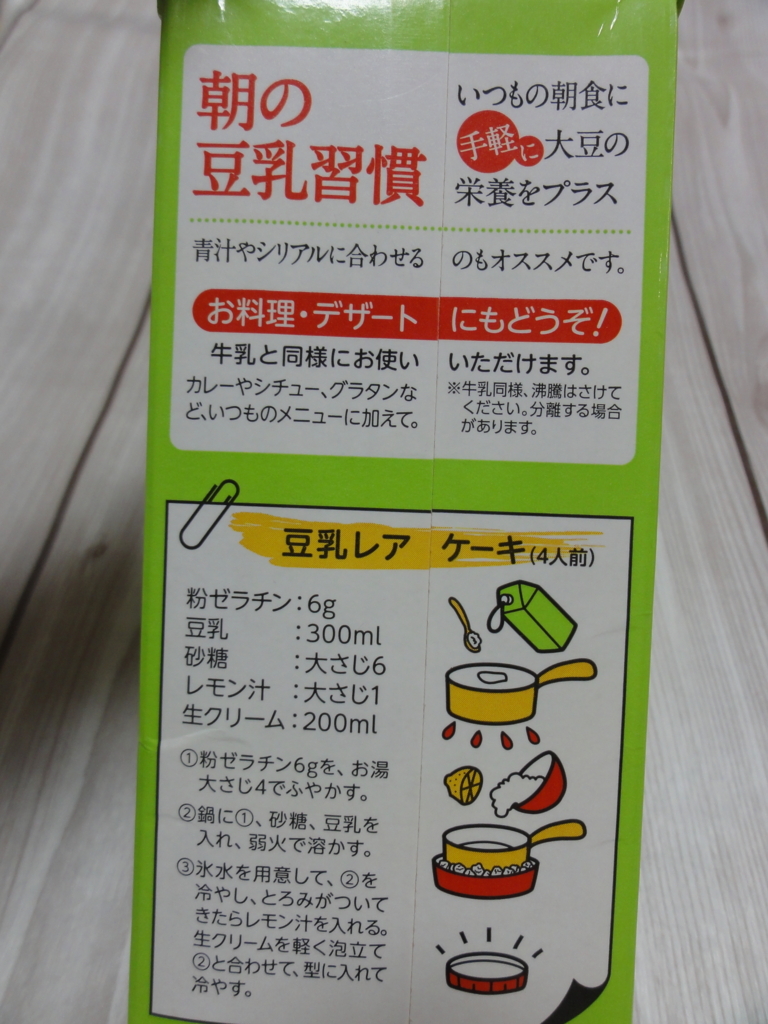 朝の
豆乳習慣
いつもの朝食に
手軽に大豆の
栄養をプラス
青汁やシリアルに合わせるのもオススメです。
お料理・デザートにもどうぞ!
牛乳と同様にお使いいただけます。
カレーやシチュー、グラタンな
ど、いつものメニューに加えて。
※牛乳同様、沸騰はさけて
ください。分離する場合
があります。
豆乳レアケーキ(4人前)
粉ゼラチン:6g
豆乳:300ml
砂糖:大さじ6
レモン汁:大さじ1
生クリーム:200ml
①粉ゼラチン6gを、お湯
大さじ4でふやかす。
②鍋に①、砂糖、豆乳を
入れ、弱火で溶かす。
③氷水を用意して、②を
冷やし、とろみがついて
きたらレモン汁を入れる。
生クリームを軽く泡立て
②と合わせて、型に入れて
冷やす。